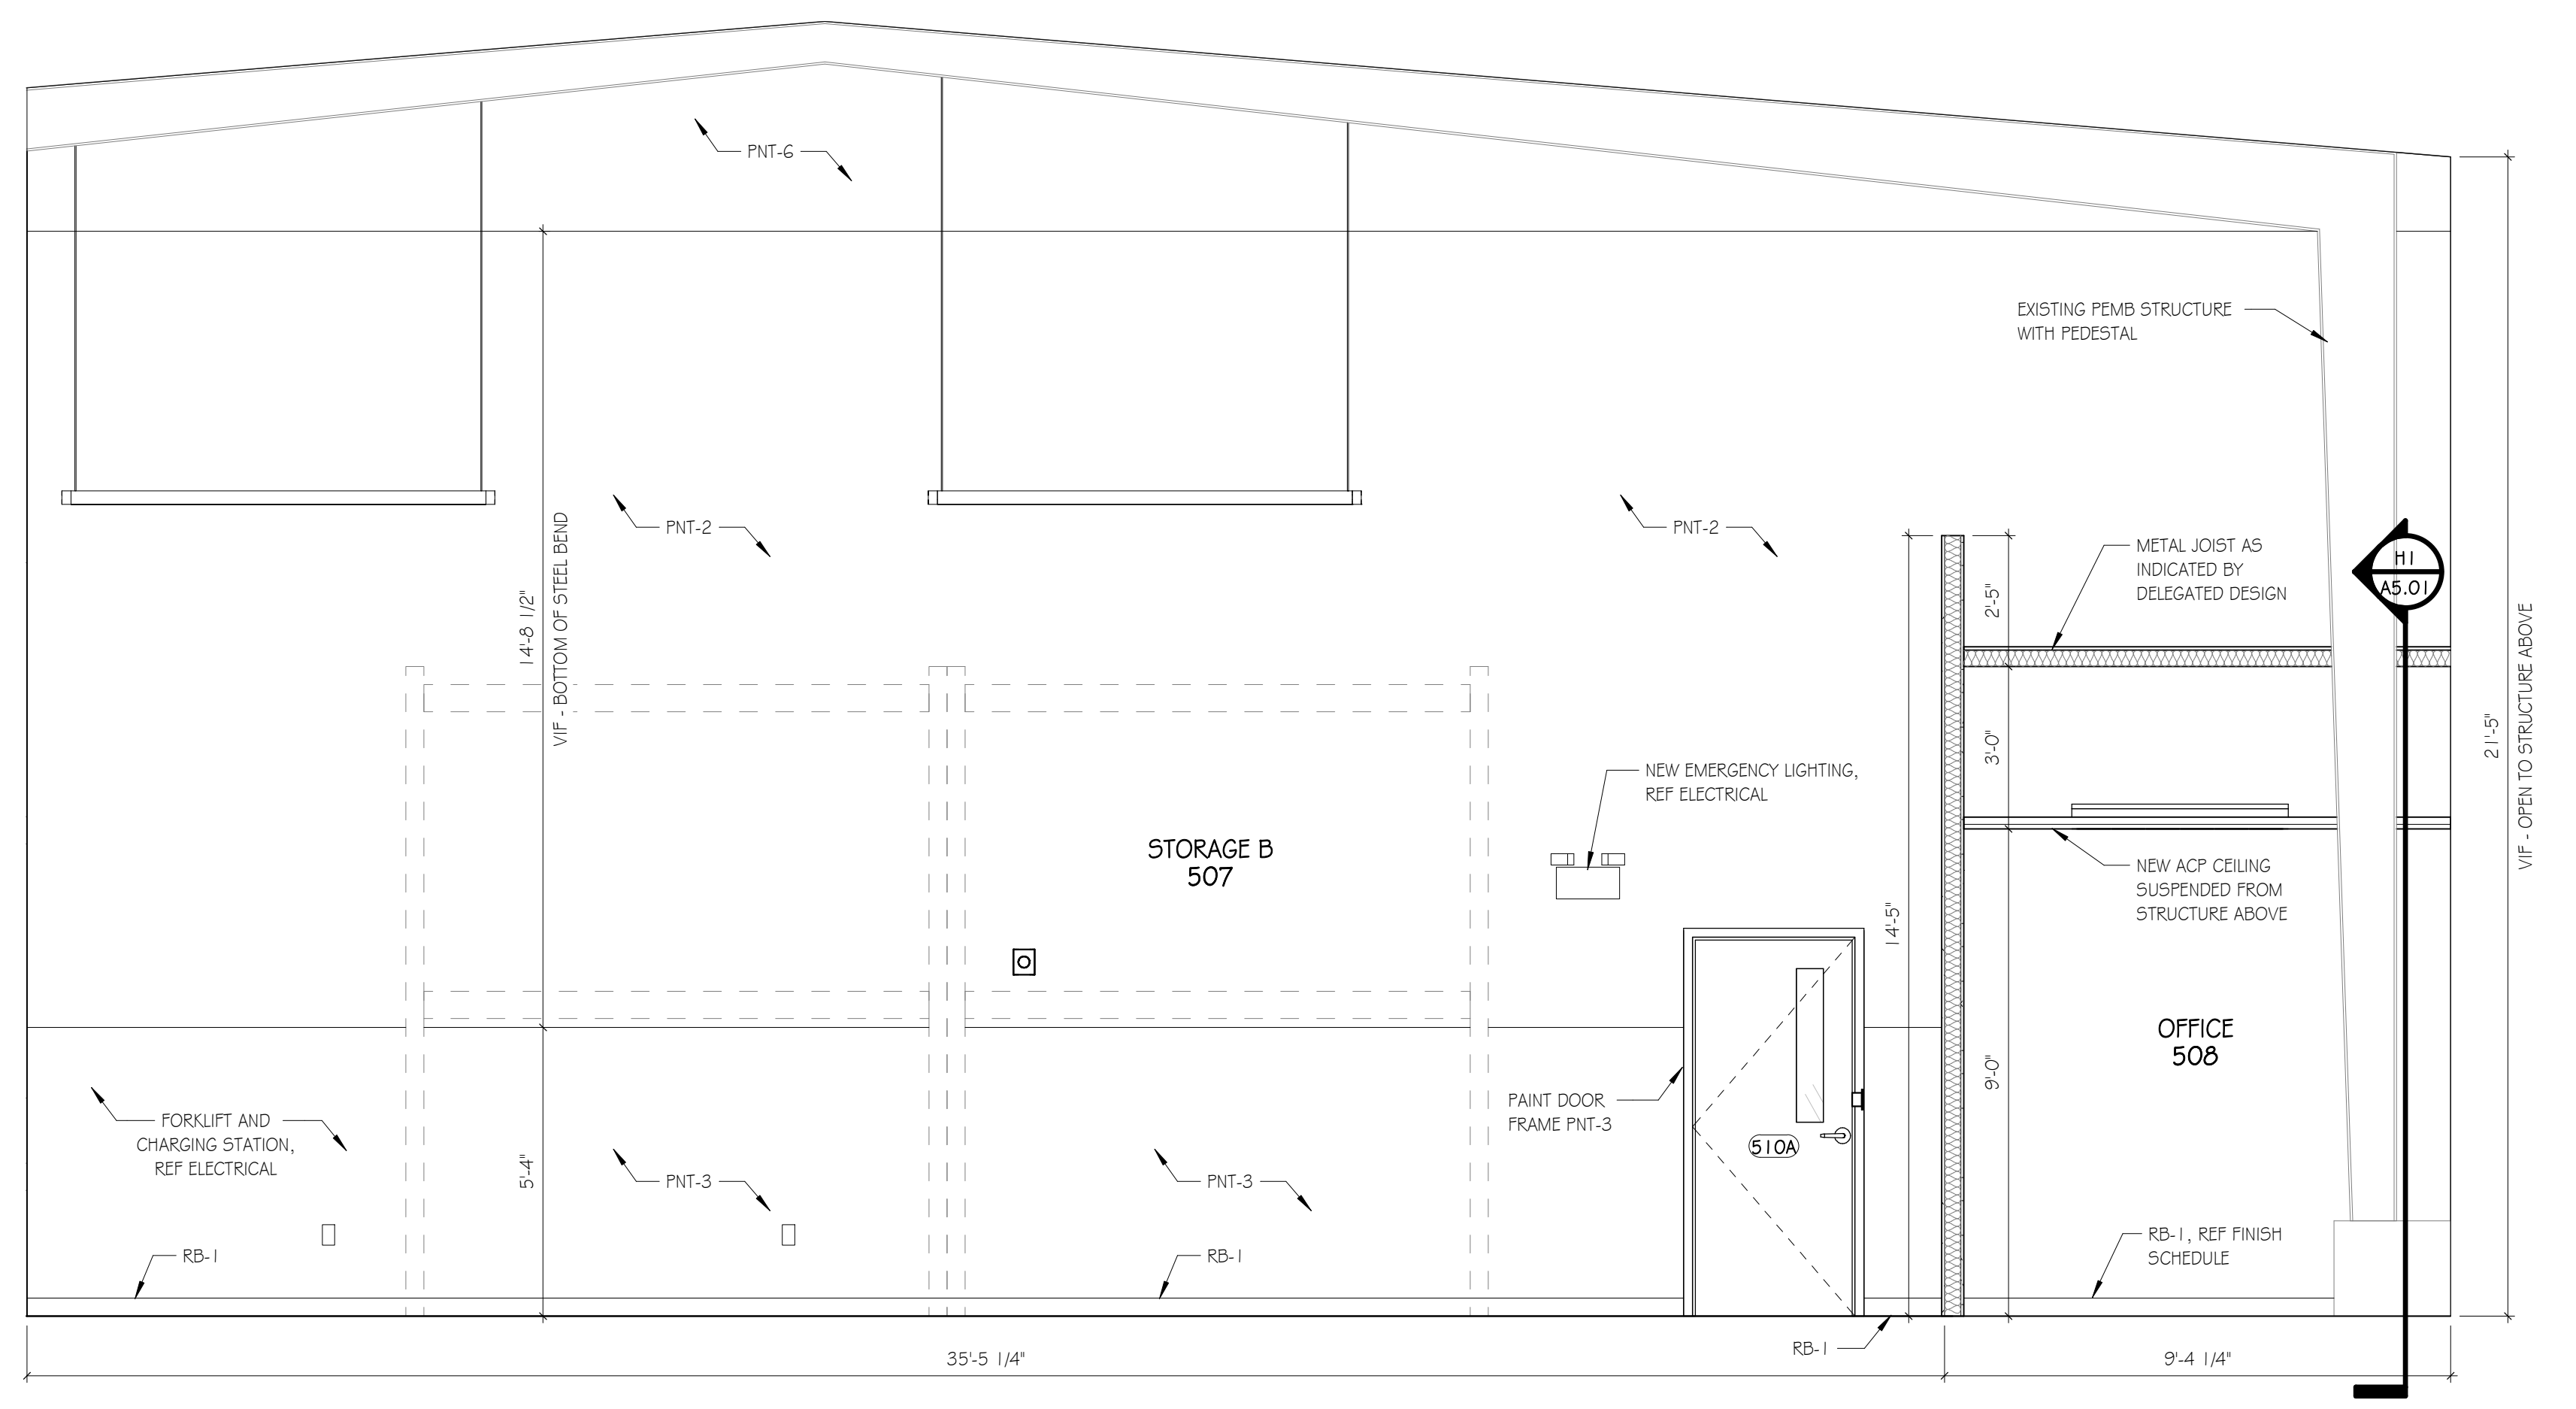 PNT-6
EXISTING PEMB STRUCTURE
WITH PEDESTAL
PNT-2
PNT-2
14'-8 1/2"
VIF - BOTTOM OF STEEL BEND
2'-5"
METAL JOIST AS
INDICATED BY
DELEGATED DESIGN
H1
A5.01
21'-5"
VIF - OPEN TO STRUCTURE ABOVE
3'-0"
NEW EMERGENCY LIGHTING,
REF ELECTRICAL
STORAGE B
507
14'-5"
NEW ACP CEILING
SUSPENDED FROM
STRUCTURE ABOVE
OFFICE
508
9'-0"
PAINT DOOR
FRAME PNT-3
510A
FORKLIFT AND
CHARGING STATION,
REF ELECTRICAL
5'-4"
PNT-3
PNT-3
RB-1
RB-1
RB-1, REF FINISH
SCHEDULE
RB-1
35'-5 1/4"
9'-4 1/4"